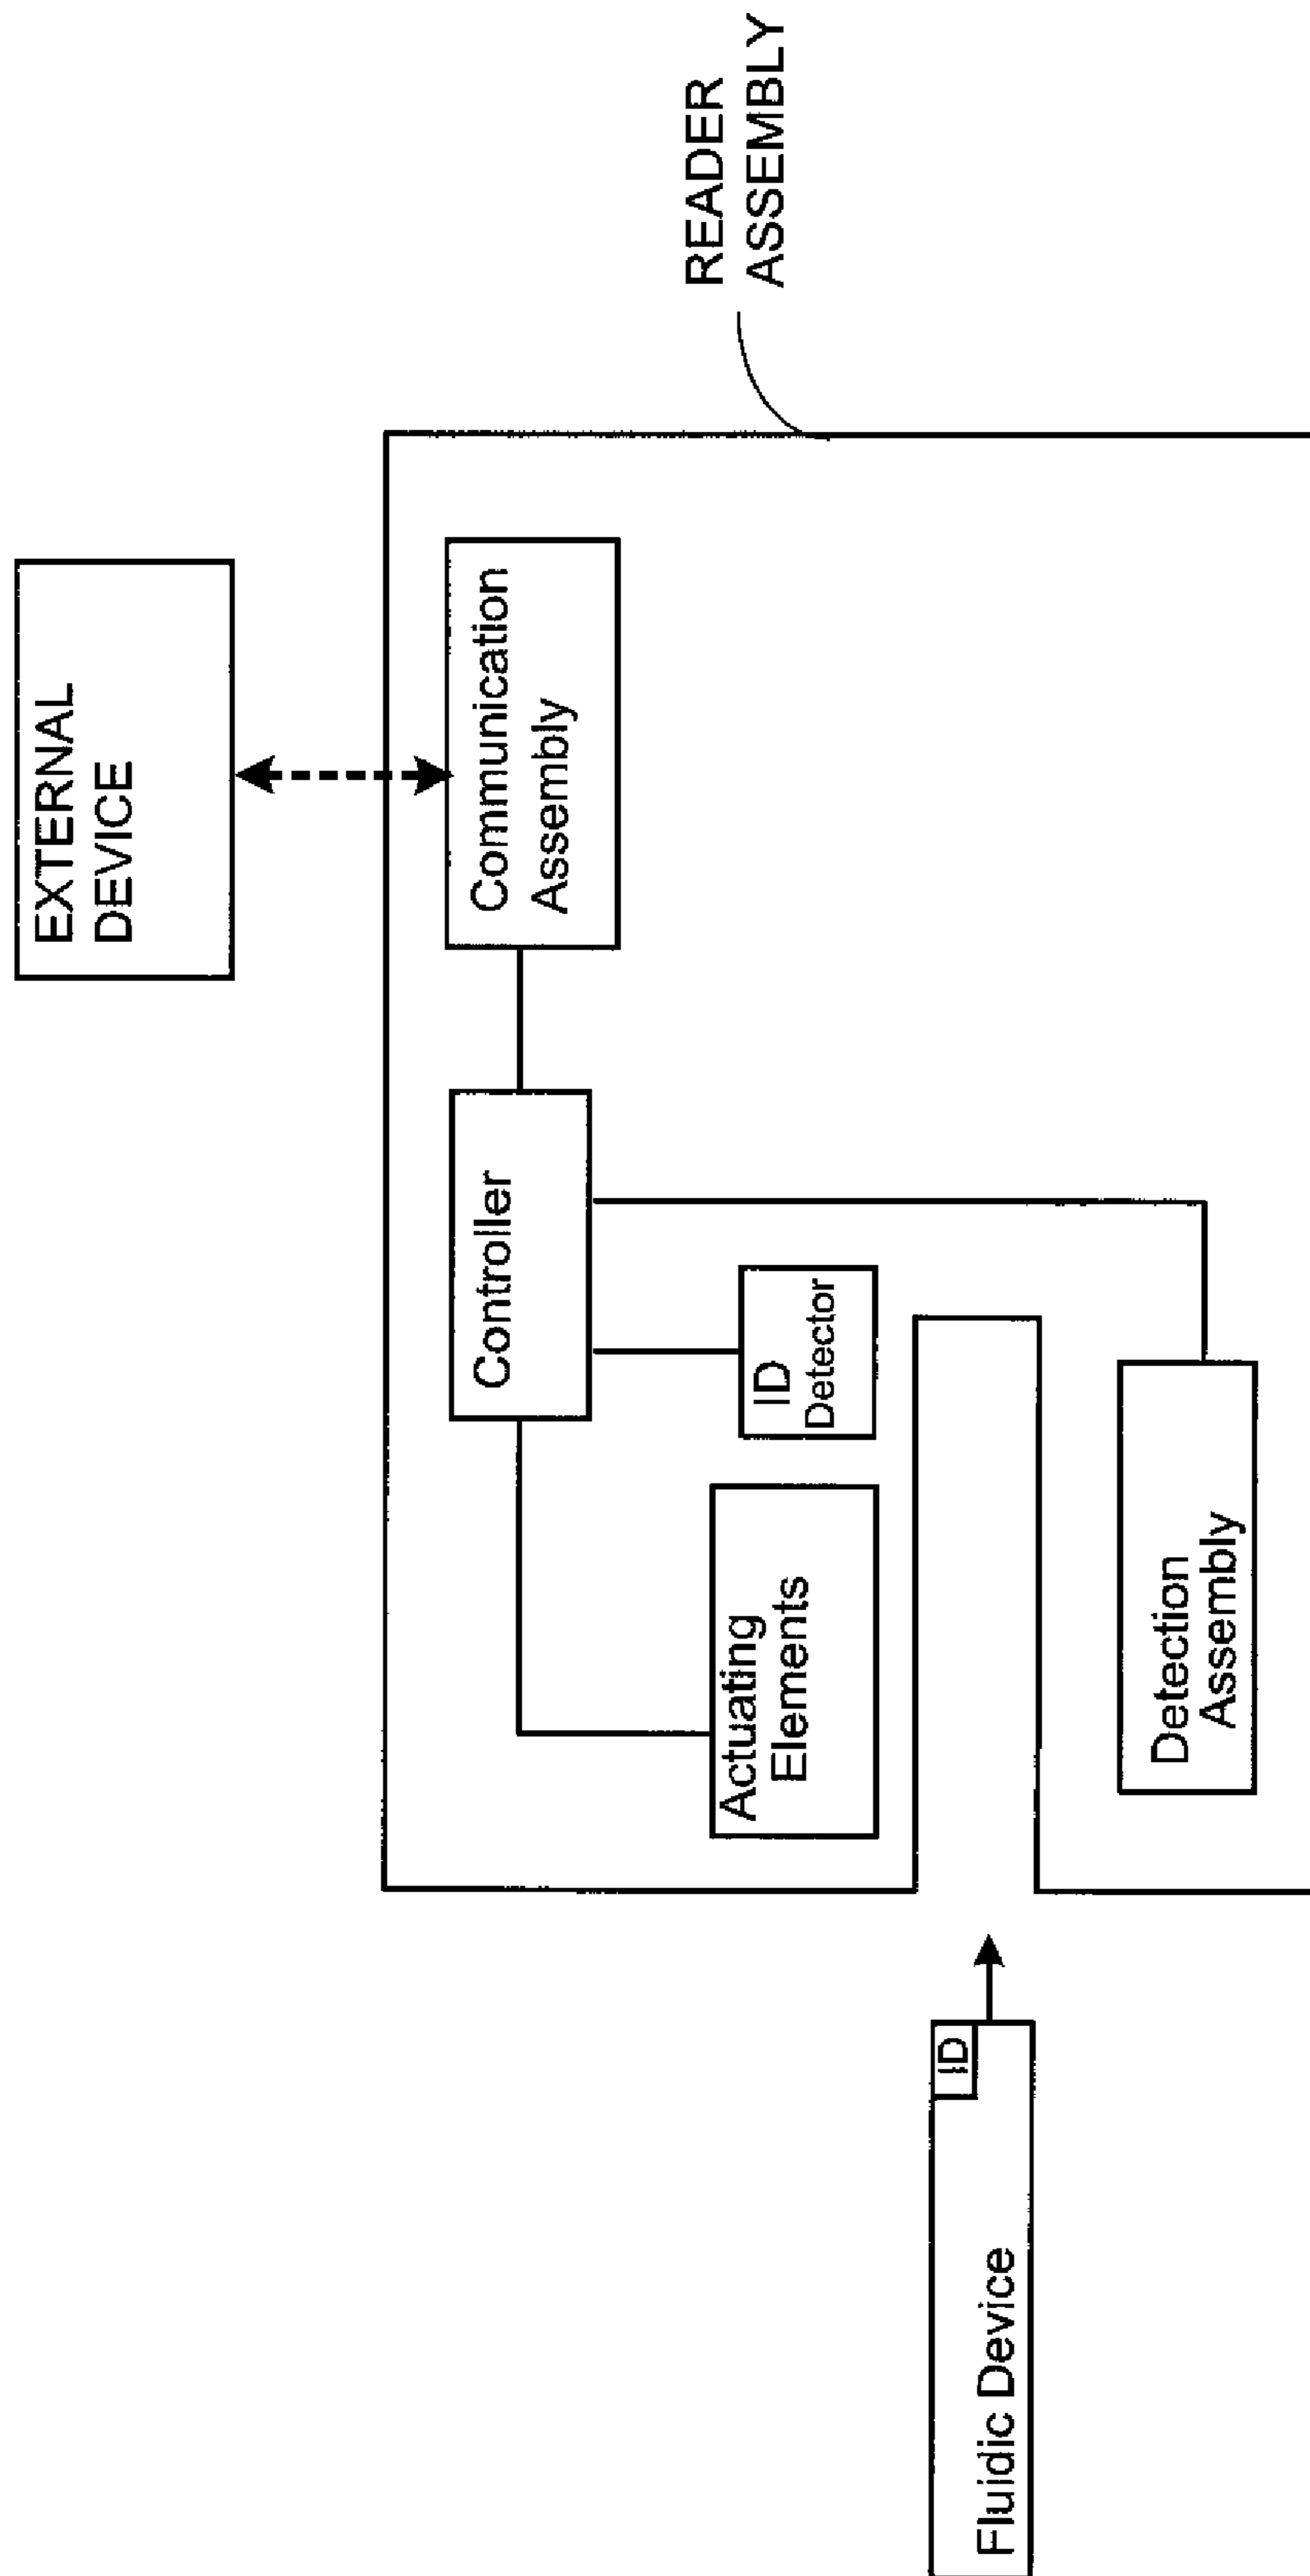 EXTERNAL
DEVICE
READER
ASSEMBLY
Communication
Assembly
Controller
ID
Detector
Actuating
Elements
Detection
Assembly
ID
Fluidic Device